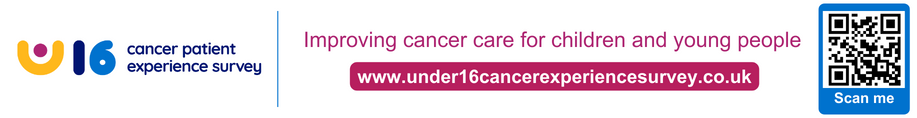 U16
cancer patient
experience survey
Improving cancer care for children and young people
www.under16cancerexperiencesurvey.co.uk
Scan me